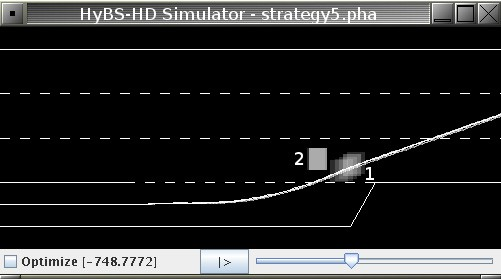 HyBS-HD Simulator - strategy5.pha
2
1
Optimize [-748.7772]
|>